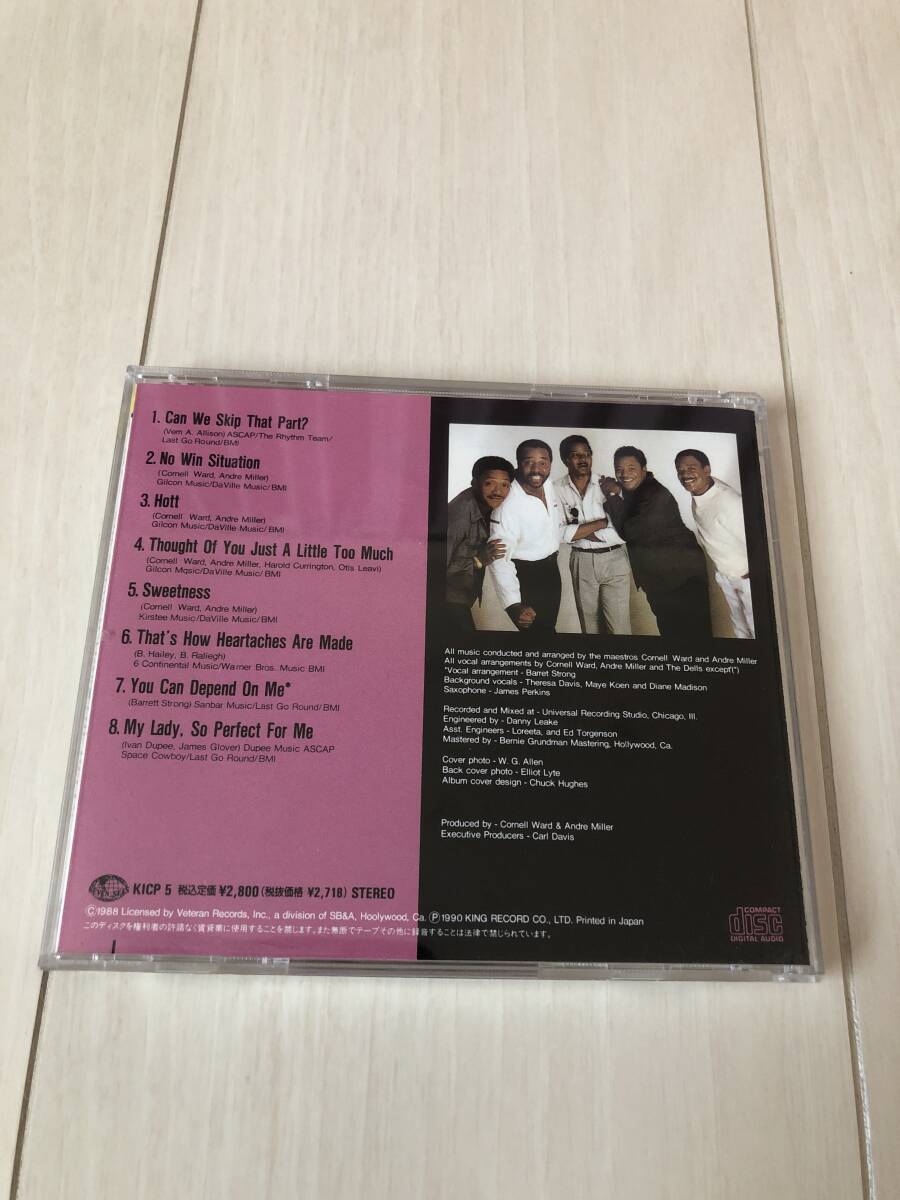 1. Can We Skip That Part?
(Vern A. Allison) ASCAP/The Rhythm Team/
Last Go Round/BMI
2. No Win Situation
(Cornell Ward, Andre Miller)
Gilcon Music/DaVille Music/BMI
3. Hott
(Cornell Ward, Andre Miller)
Gilcon Music/DaVille Music/BMI
4. Thought Of You Just A Little Too Much
(Cornell Ward, Andre Miller, Harold Currington, Otis Leavi)
Gilcon Mqsic/DaVille Music/BMI
5. Sweetness
(Cornell Ward, Andre Miller)
Kirstee Music/DaVille Music/BMI
6. That's How Heartaches Are Made
(B. Hailey, B. Raliegh)
6 Continental Music/Warner Bros. Music BMI
7. You Can Depend On Me*
(Barrett Strong) Sanbar Music/Last Go Round/BMI
8. My Lady, So Perfect For Me
(Ivan Dupee, James Glover) Dupee Music ASCAP
Space Cowboy/Last Go Round/BMI
All music conducted and arranged by the maestros Cornell Ward and Andre Miller
All vocal arrangements by Cornell Ward, Andre Miller and The Dells except(*)
*Vocal arrangement - Barret Strong
Background vocals - Theresa Davis, Maye Koen and Diane Madison
Saxophone - James Perkins
Recorded and Mixed at - Universal Recording Studio, Chicago, Ill.
Engineered by - Danny Leake
Asst. Engineers - Loreeta, and Ed Torgenson
Mastered by - Bernie Grundman Mastering, Hollywood, Ca.
Cover photo - W. G. Allen
Back cover photo - Elliot Lyte
Album cover design - Chuck Hughes
Produced by - Cornell Ward & Andre Miller
Executive Producers - Carl Davis
KICP 5 税込定価 ¥2,800(税抜価格 ¥2,718) STEREO
Ⓒ1988 Licensed by Veteran Records, Inc., a division of SB&A, Hoolywood, Ca. Ⓟ1990 KING RECORD CO., LTD. Printed in Japan
このディスクを権利者の許諾なく賃貸業に使用することを禁じます。また無断でテープその他に録音することは法律で禁じられています。
COMPACT
disc
DIGITAL AUDIO